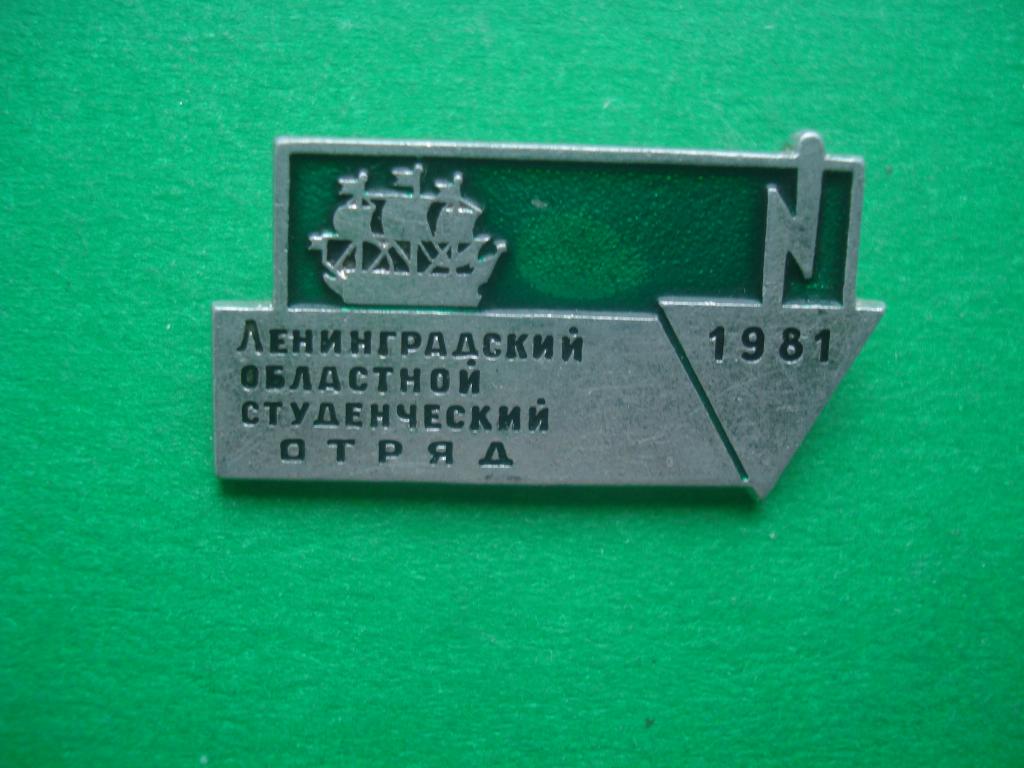 Ленинградский
областной
студенческий
отряд
1981